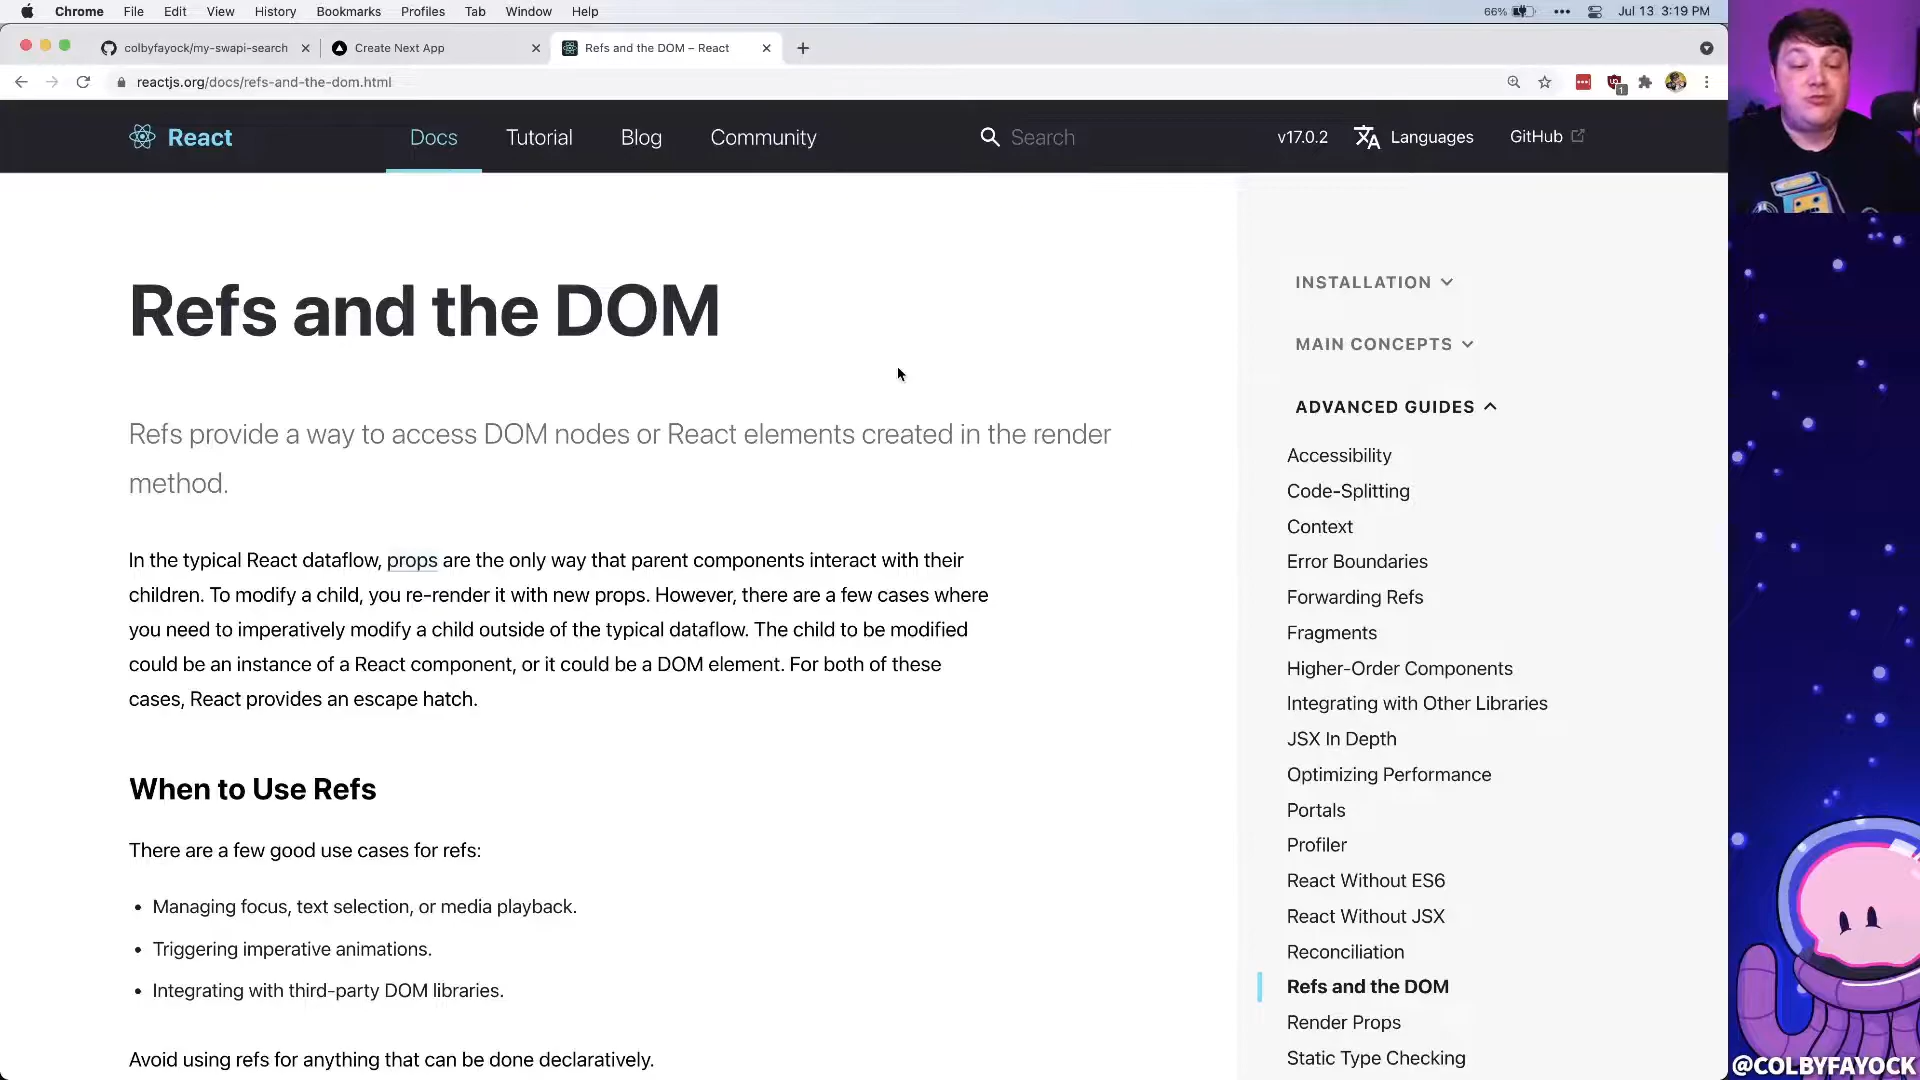 Chrome File Edit View History Bookmarks Profiles Tab Window Help
66% Jul 13 3:19 PM
colbyfayock/my-swapi-search
Create Next App
Refs and the DOM – React
reactjs.org/docs/refs-and-the-dom.html
1
React
Docs
Tutorial
Blog
Community
Search
v17.0.2
Languages
GitHub
Refs and the DOM
Refs provide a way to access DOM nodes or React elements created in the render
method.
In the typical React dataflow, props are the only way that parent components interact with their
children. To modify a child, you re-render it with new props. However, there are a few cases where
you need to imperatively modify a child outside of the typical dataflow. The child to be modified
could be an instance of a React component, or it could be a DOM element. For both of these
cases, React provides an escape hatch.
When to Use Refs
There are a few good use cases for refs:
• Managing focus, text selection, or media playback.
• Triggering imperative animations.
• Integrating with third-party DOM libraries.
Avoid using refs for anything that can be done declaratively.
INSTALLATION
MAIN CONCEPTS
ADVANCED GUIDES
Accessibility
Code-Splitting
Context
Error Boundaries
Forwarding Refs
Fragments
Higher-Order Components
Integrating with Other Libraries
JSX In Depth
Optimizing Performance
Portals
Profiler
React Without ES6
React Without JSX
Reconciliation
Refs and the DOM
Render Props
Static Type Checking
@COLBYFAYOCK